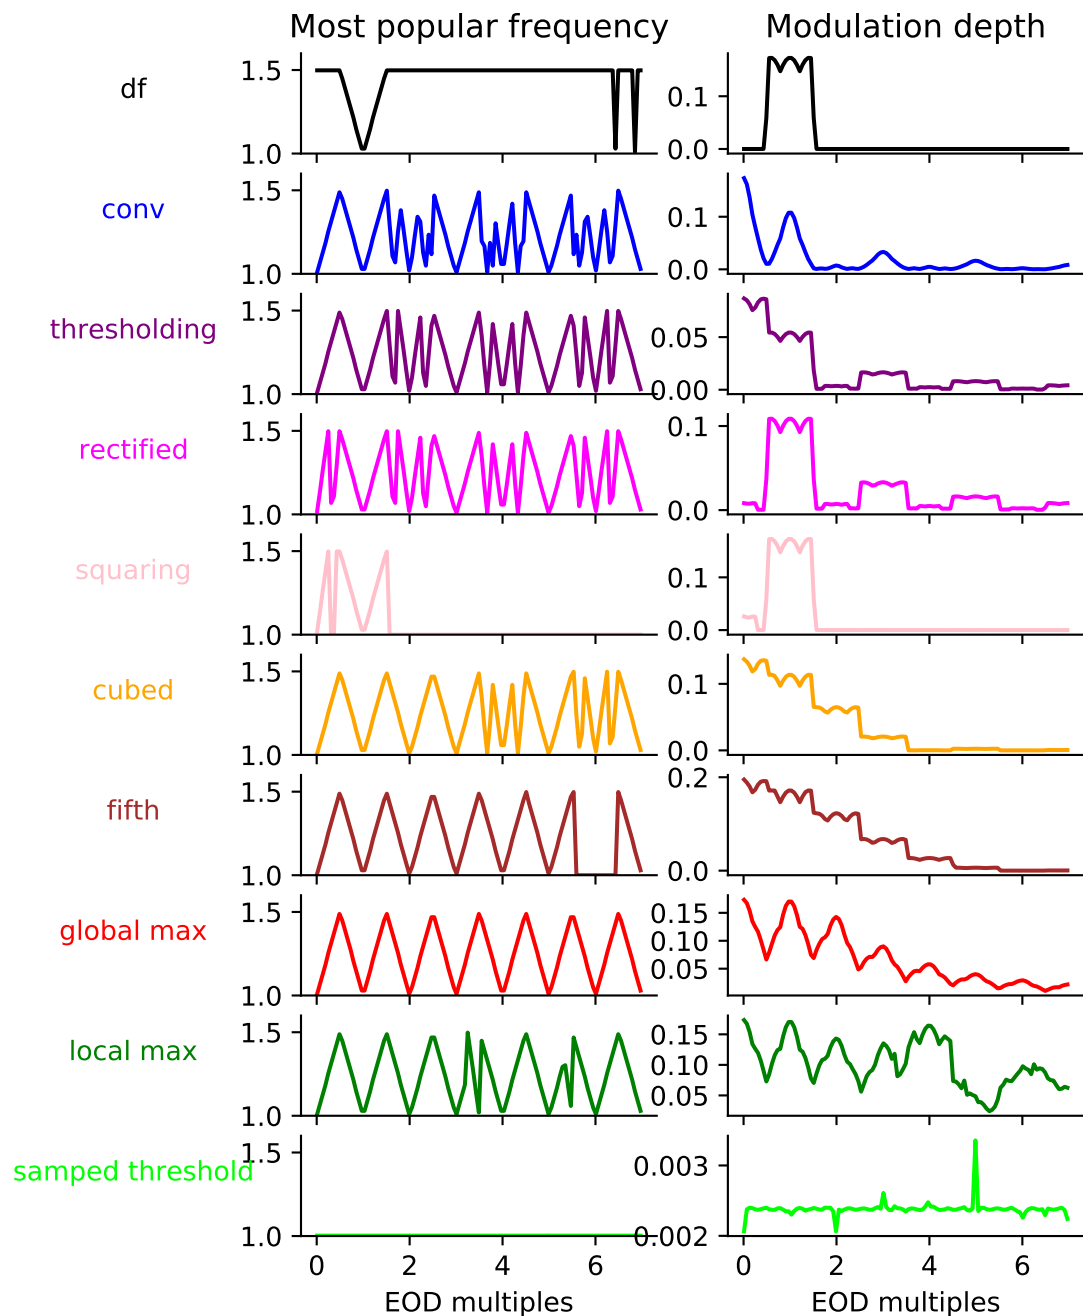 Most popular frequency Modulation depth
df 1.5 1.0 0.1 0.0
conv 1.5 1.0 0.1 0.0
thresholding 1.5 1.0 0.05 0.00
rectified 1.5 1.0 0.1 0.0
squaring 1.5 1.0 0.1 0.0
cubed 1.5 1.0 0.1 0.0
fifth 1.5 1.0 0.2 0.0
global max 1.5 1.0 0.15 0.10 0.05
local max 1.5 1.0 0.15 0.10 0.05
samped threshold 1.5 1.0 0.003 0.002
0 2 4 6 0 2 4 6
EOD multiples EOD multiples